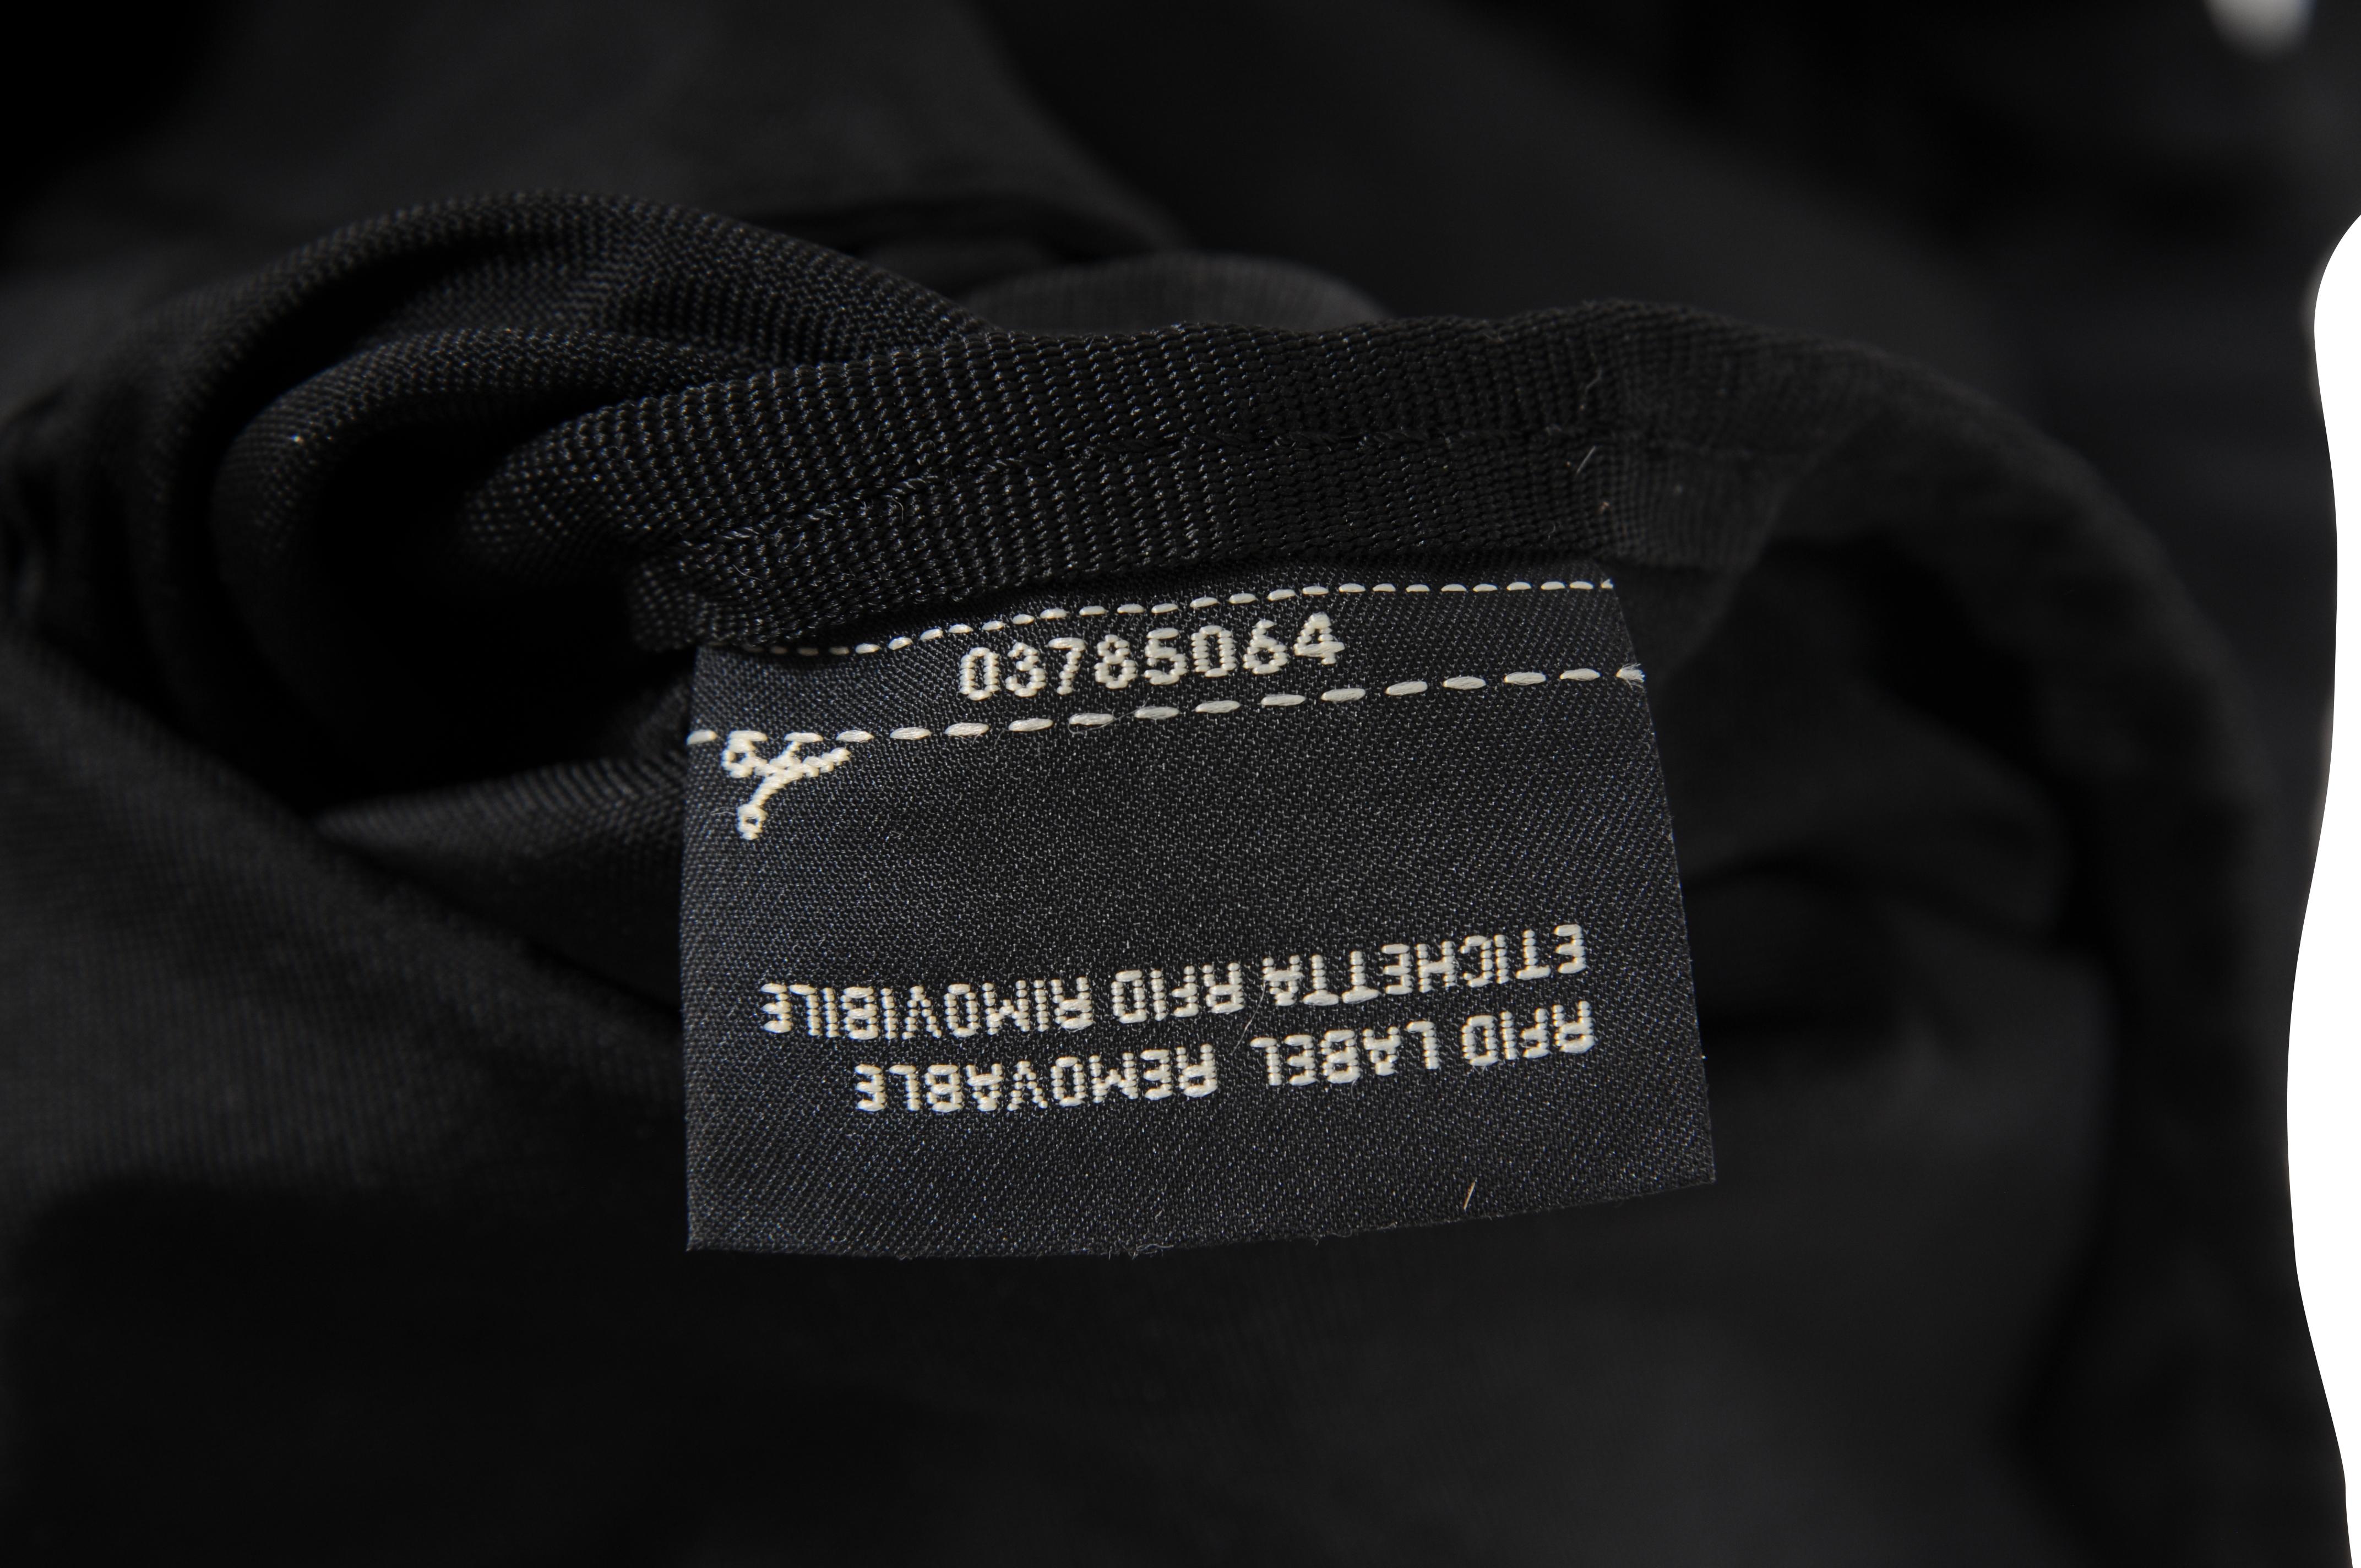 03785064
RFID LABEL REMOVABLE
ETICHETTA RFID RIMOVIBILE